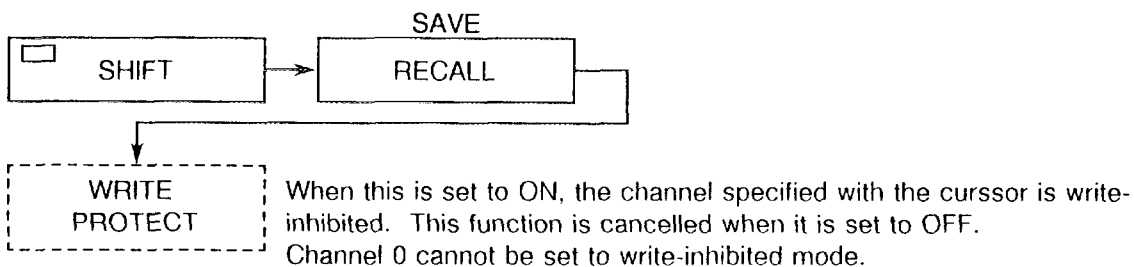 SAVE
SHIFT
RECALL
WRITE
PROTECT
When this is set to ON, the channel specified with the curssor is write-
inhibited. This function is cancelled when it is set to OFF.
Channel 0 cannot be set to write-inhibited mode.